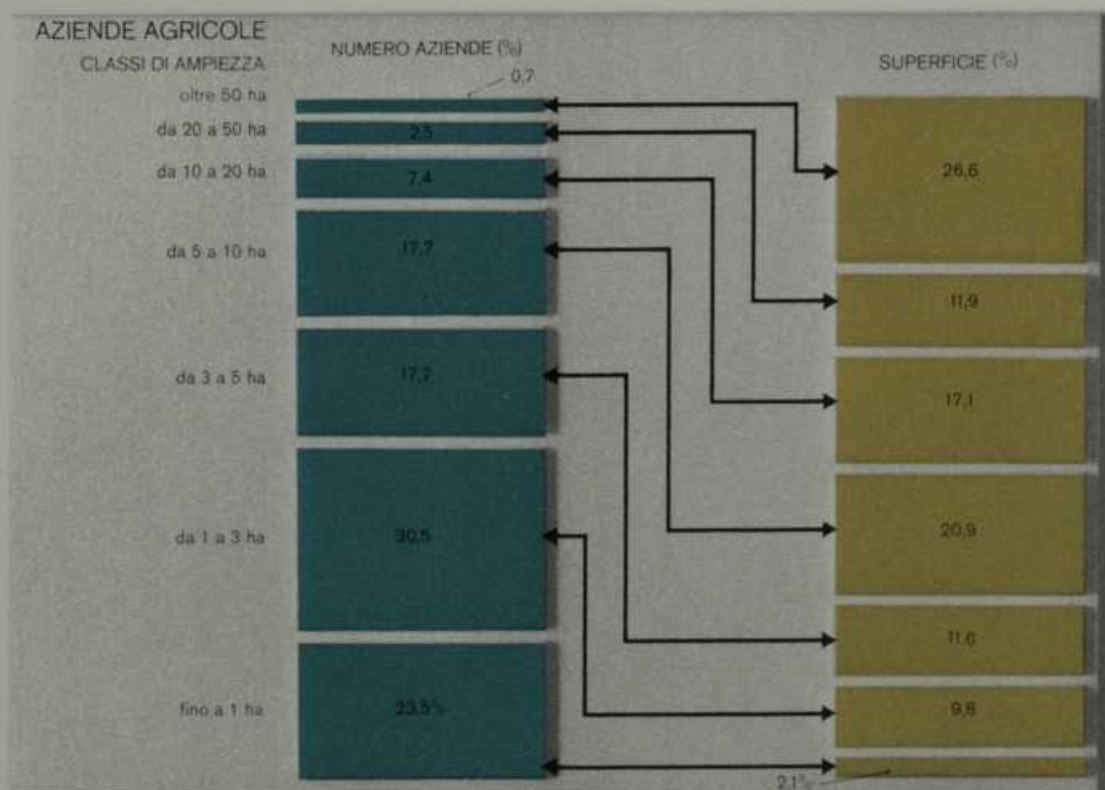 AZIENDE AGRICOLE
CLASSI DI AMPIEZZA
NUMERO AZIENDE (%)
SUPERFICIE (%)
oltre 50 ha
0,7
26,6
da 20 a 50 ha
2,5
11,9
da 10 a 20 ha
7,4
17,1
da 5 a 10 ha
17,7
20,9
da 3 a 5 ha
17,7
11,6
da 1 a 3 ha
30,5
9,8
fino a 1 ha
23,5%
2,1%